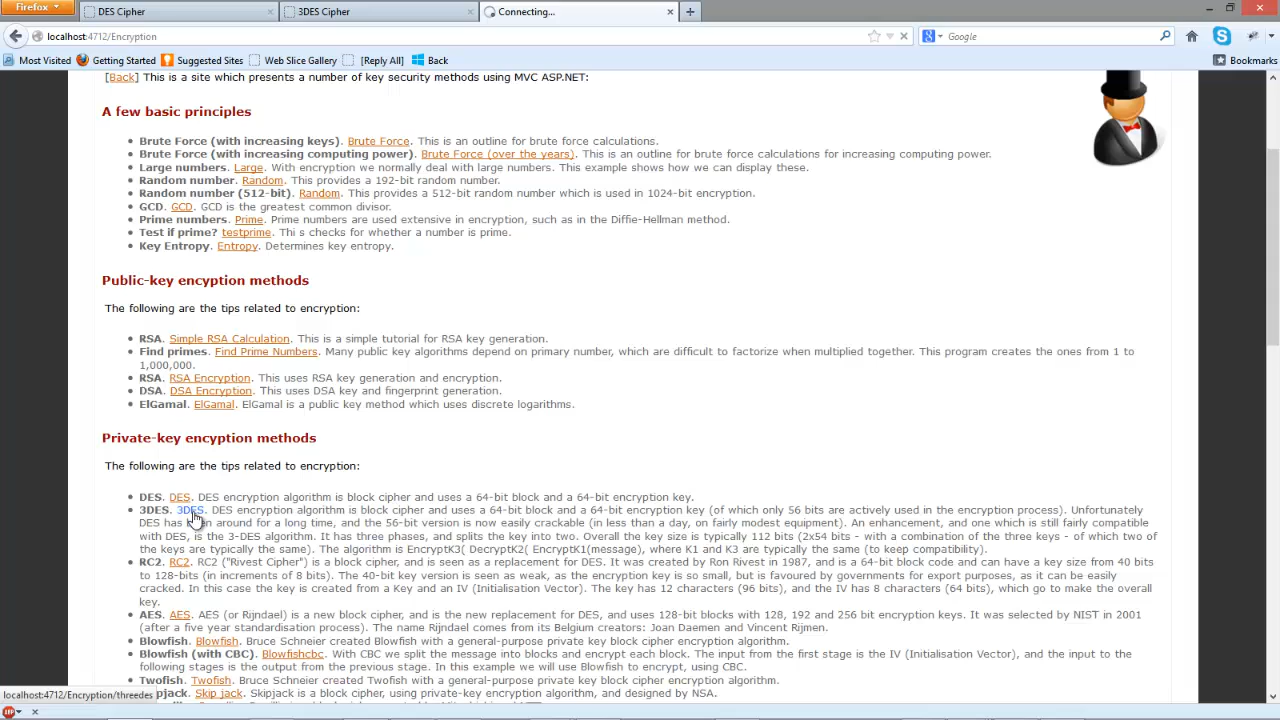 Firefox
DES Cipher
3DES Cipher
Connecting...
localhost:4712/Encryption
Google
Most Visited
Getting Started
Suggested Sites
Web Slice Gallery
[Reply All]
Back
Bookmarks
[Back] This is a site which presents a number of key security methods using MVC ASP.NET:
A few basic principles
Brute Force (with increasing keys). Brute Force. This is an outline for brute force calculations.
Brute Force (with increasing computing power). Brute Force (over the years). This is an outline for brute force calculations for increasing computing power.
Large numbers. Large. With encryption we normally deal with large numbers. This example shows how we can display these.
Random number. Random. This provides a 192-bit random number.
Random number (512-bit). Random. This provides a 512-bit random number which is used in 1024-bit encryption.
GCD. GCD. GCD is the greatest common divisor.
Prime numbers. Prime. Prime numbers are used extensive in encryption, such as in the Diffie-Hellman method.
Test if prime? testprime. Thi s checks for whether a number is prime.
Key Entropy. Entropy. Determines key entropy.
Public-key encyption methods
The following are the tips related to encryption:
RSA. Simple RSA Calculation. This is a simple tutorial for RSA key generation.
Find primes. Find Prime Numbers. Many public key algorithms depend on primary number, which are difficult to factorize when multiplied together. This program creates the ones from 1 to
1,000,000.
RSA. RSA Encryption. This uses RSA key generation and encryption.
DSA. DSA Encryption. This uses DSA key and fingerprint generation.
ElGamal. ElGamal. ElGamal is a public key method which uses discrete logarithms.
Private-key encyption methods
The following are the tips related to encryption:
DES. DES. DES encryption algorithm is block cipher and uses a 64-bit block and a 64-bit encryption key.
3DES. 3DES. DES encryption algorithm is block cipher and uses a 64-bit block and a 64-bit encryption key (of which only 56 bits are actively used in the encryption process). Unfortunately
DES has been around for a long time, and the 56-bit version is now easily crackable (in less than a day, on fairly modest equipment). An enhancement, and one which is still fairly compatible
with DES, is the 3-DES algorithm. It has three phases, and splits the key into two. Overall the key size is typically 112 bits (2x54 bits - with a combination of the three keys - of which two of
the keys are typically the same). The algorithm is EncryptK3( DecryptK2( EncryptK1(message), where K1 and K3 are typically the same (to keep compatibility).
RC2. RC2. RC2 ("Rivest Cipher") is a block cipher, and is seen as a replacement for DES. It was created by Ron Rivest in 1987, and is a 64-bit block code and can have a key size from 40 bits
to 128-bits (in increments of 8 bits). The 40-bit key version is seen as weak, as the encryption key is so small, but is favoured by governments for export purposes, as it can be easily
cracked. In this case the key is created from a Key and an IV (Initialisation Vector). The key has 12 characters (96 bits), and the IV has 8 characters (64 bits), which go to make the overall
key.
AES. AES. AES (or Rijndael) is a new block cipher, and is the new replacement for DES, and uses 128-bit blocks with 128, 192 and 256 bit encryption keys. It was selected by NIST in 2001
(after a five year standardisation process). The name Rijndael comes from its Belgium creators: Joan Daemen and Vincent Rijmen.
Blowfish. Blowfish. Bruce Schneier created Blowfish with a general-purpose private key block cipher encryption algorithm.
Blowfish (with CBC). Blowfishcbc. With CBC we split the message into blocks and encrypt each block. The input from the first stage is the IV (Initialisation Vector), and the input to the
following stages is the output from the previous stage. In this example we will use Blowfish to encrypt, using CBC.
Twofish. Twofish. Bruce Schneier created Twofish with a general-purpose private key block cipher encryption algorithm.
pjack. Skip jack. Skipjack is a block cipher, using private-key encryption algorithm, and designed by NSA.
localhost:4712/Encryption/threedes